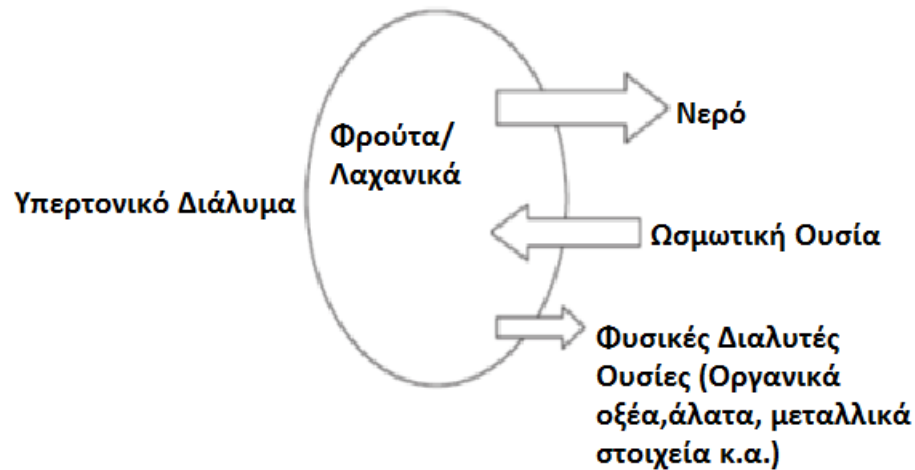 Φρούτα/
Λαχανικά
Νερό
Υπερτονικό Διάλυμα
Ωσμωτική Ουσία
Φυσικές Διαλυτές
Ουσίες (Οργανικά
οξέα,άλατα, μεταλλικά
στοιχεία κ.α.)